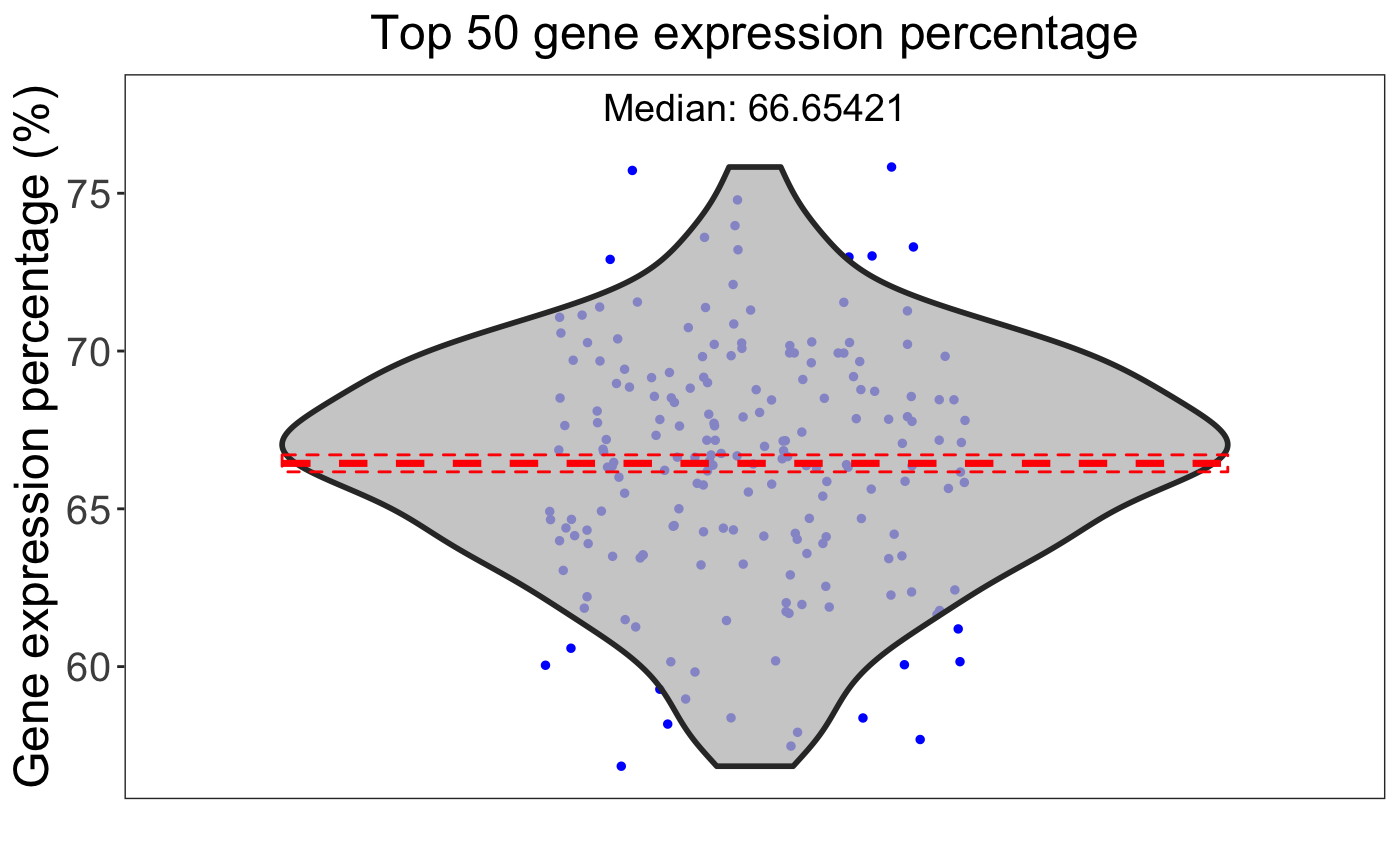 Top 50 gene expression percentage
Median: 66.65421
Gene expression percentage (%)
75
70
65
60